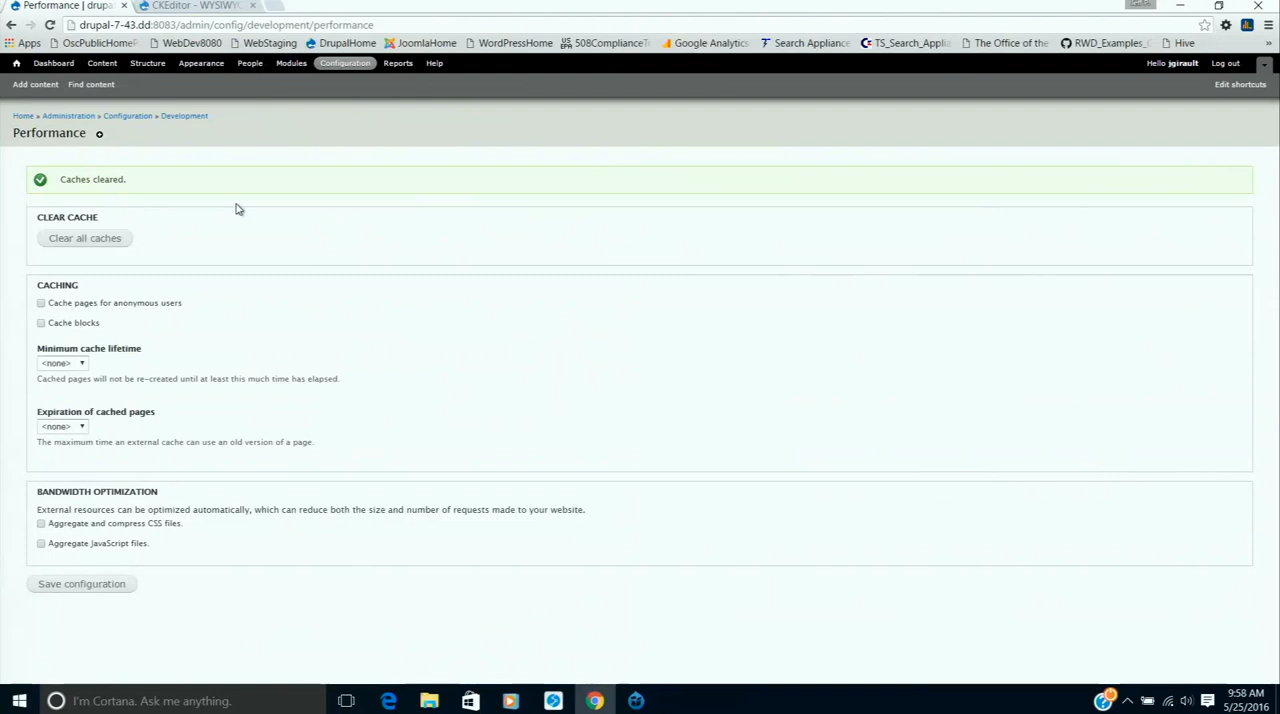 Performance | drupal-7-43
CKEditor - WYSIWYG
drupal-7-43.dd:8083/admin/config/development/performance
Apps OscPublicHomeP WebDev8080 WebStaging DrupalHome JoomlaHome WordPressHome 508ComplianceTe Google Analytics Search Appliance TS_Search_Appli The Office of the RWD_Examples_G Hive »
Dashboard Content Structure Appearance People Modules Configuration Reports Help Hello jgirault Log out
Add content Find content Edit shortcuts
Home » Administration » Configuration » Development
Performance
Caches cleared.
CLEAR CACHE
Clear all caches
CACHING
Cache pages for anonymous users
Cache blocks
Minimum cache lifetime
<none>
Cached pages will not be re-created until at least this much time has elapsed.
Expiration of cached pages
<none>
The maximum time an external cache can use an old version of a page.
BANDWIDTH OPTIMIZATION
External resources can be optimized automatically, which can reduce both the size and number of requests made to your website.
Aggregate and compress CSS files.
Aggregate JavaScript files.
Save configuration
I'm Cortana. Ask me anything.
9:58 AM
5/25/2016